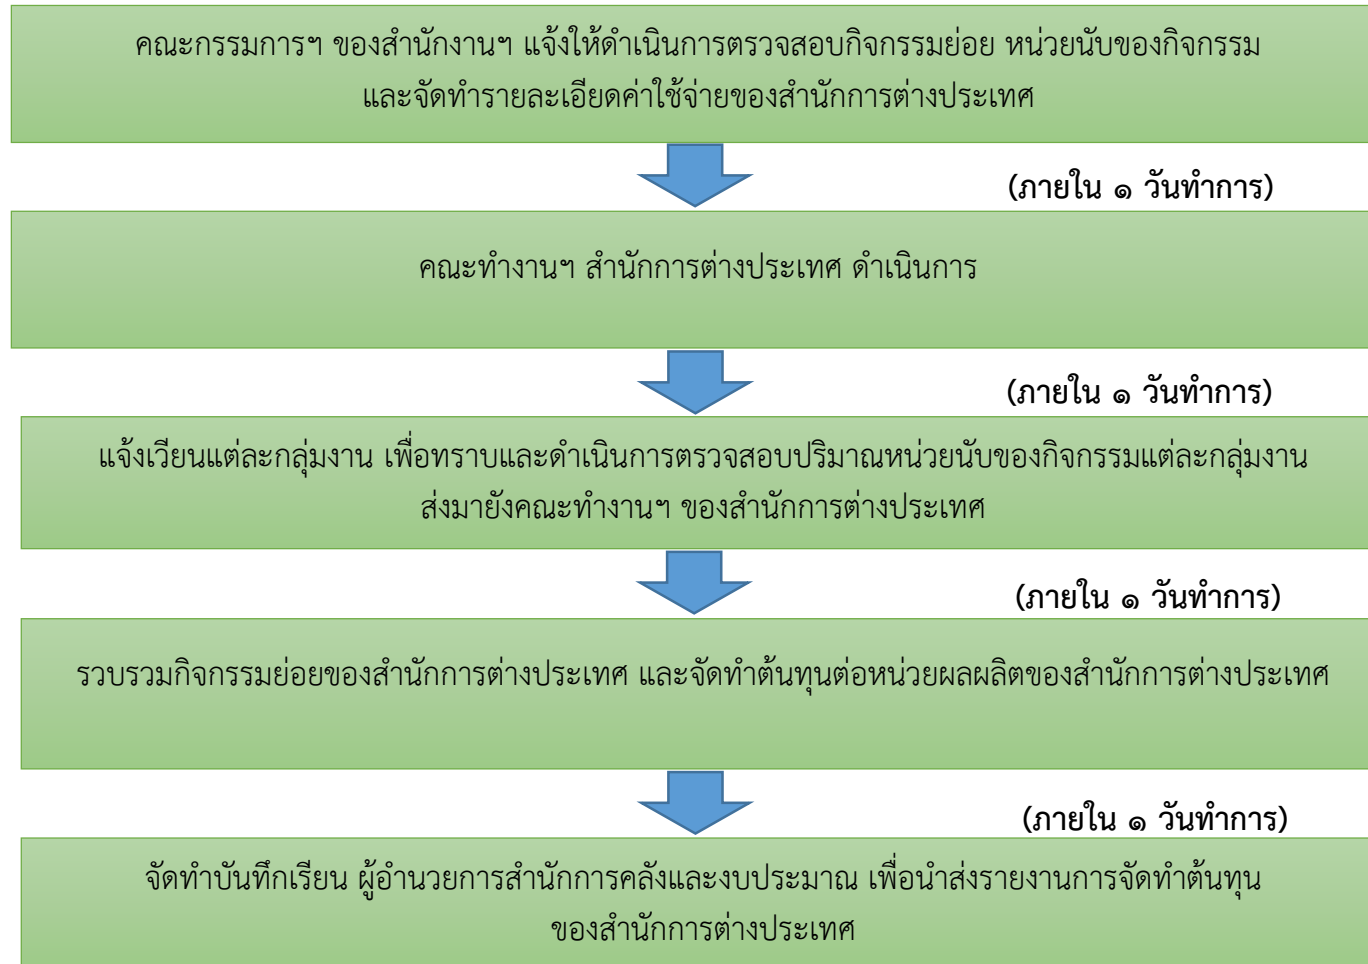 คณะกรรมการฯ ของสำนักงานฯ แจ้งให้ดำเนินการตรวจสอบกิจกรรมย่อย หน่วยนับของกิจกรรม
และจัดทำรายละเอียดค่าใช้จ่ายของสำนักการต่างประเทศ
(ภายใน ๑ วันทำการ)
คณะทำงานฯ สำนักการต่างประเทศ ดำเนินการ
(ภายใน ๑ วันทำการ)
แจ้งเวียนแต่ละกลุ่มงาน เพื่อทราบและดำเนินการตรวจสอบปริมาณหน่วยนับของกิจกรรมแต่ละกลุ่มงาน
ส่งมายังคณะทำงานฯ ของสำนักการต่างประเทศ
(ภายใน ๑ วันทำการ)
รวบรวมกิจกรรมย่อยของสำนักการต่างประเทศ และจัดทำต้นทุนต่อหน่วยผลผลิตของสำนักการต่างประเทศ
(ภายใน ๑ วันทำการ)
จัดทำบันทึกเรียน ผู้อำนวยการสำนักการคลังและงบประมาณ เพื่อนำส่งรายงานการจัดทำต้นทุน
ของสำนักการต่างประเทศ